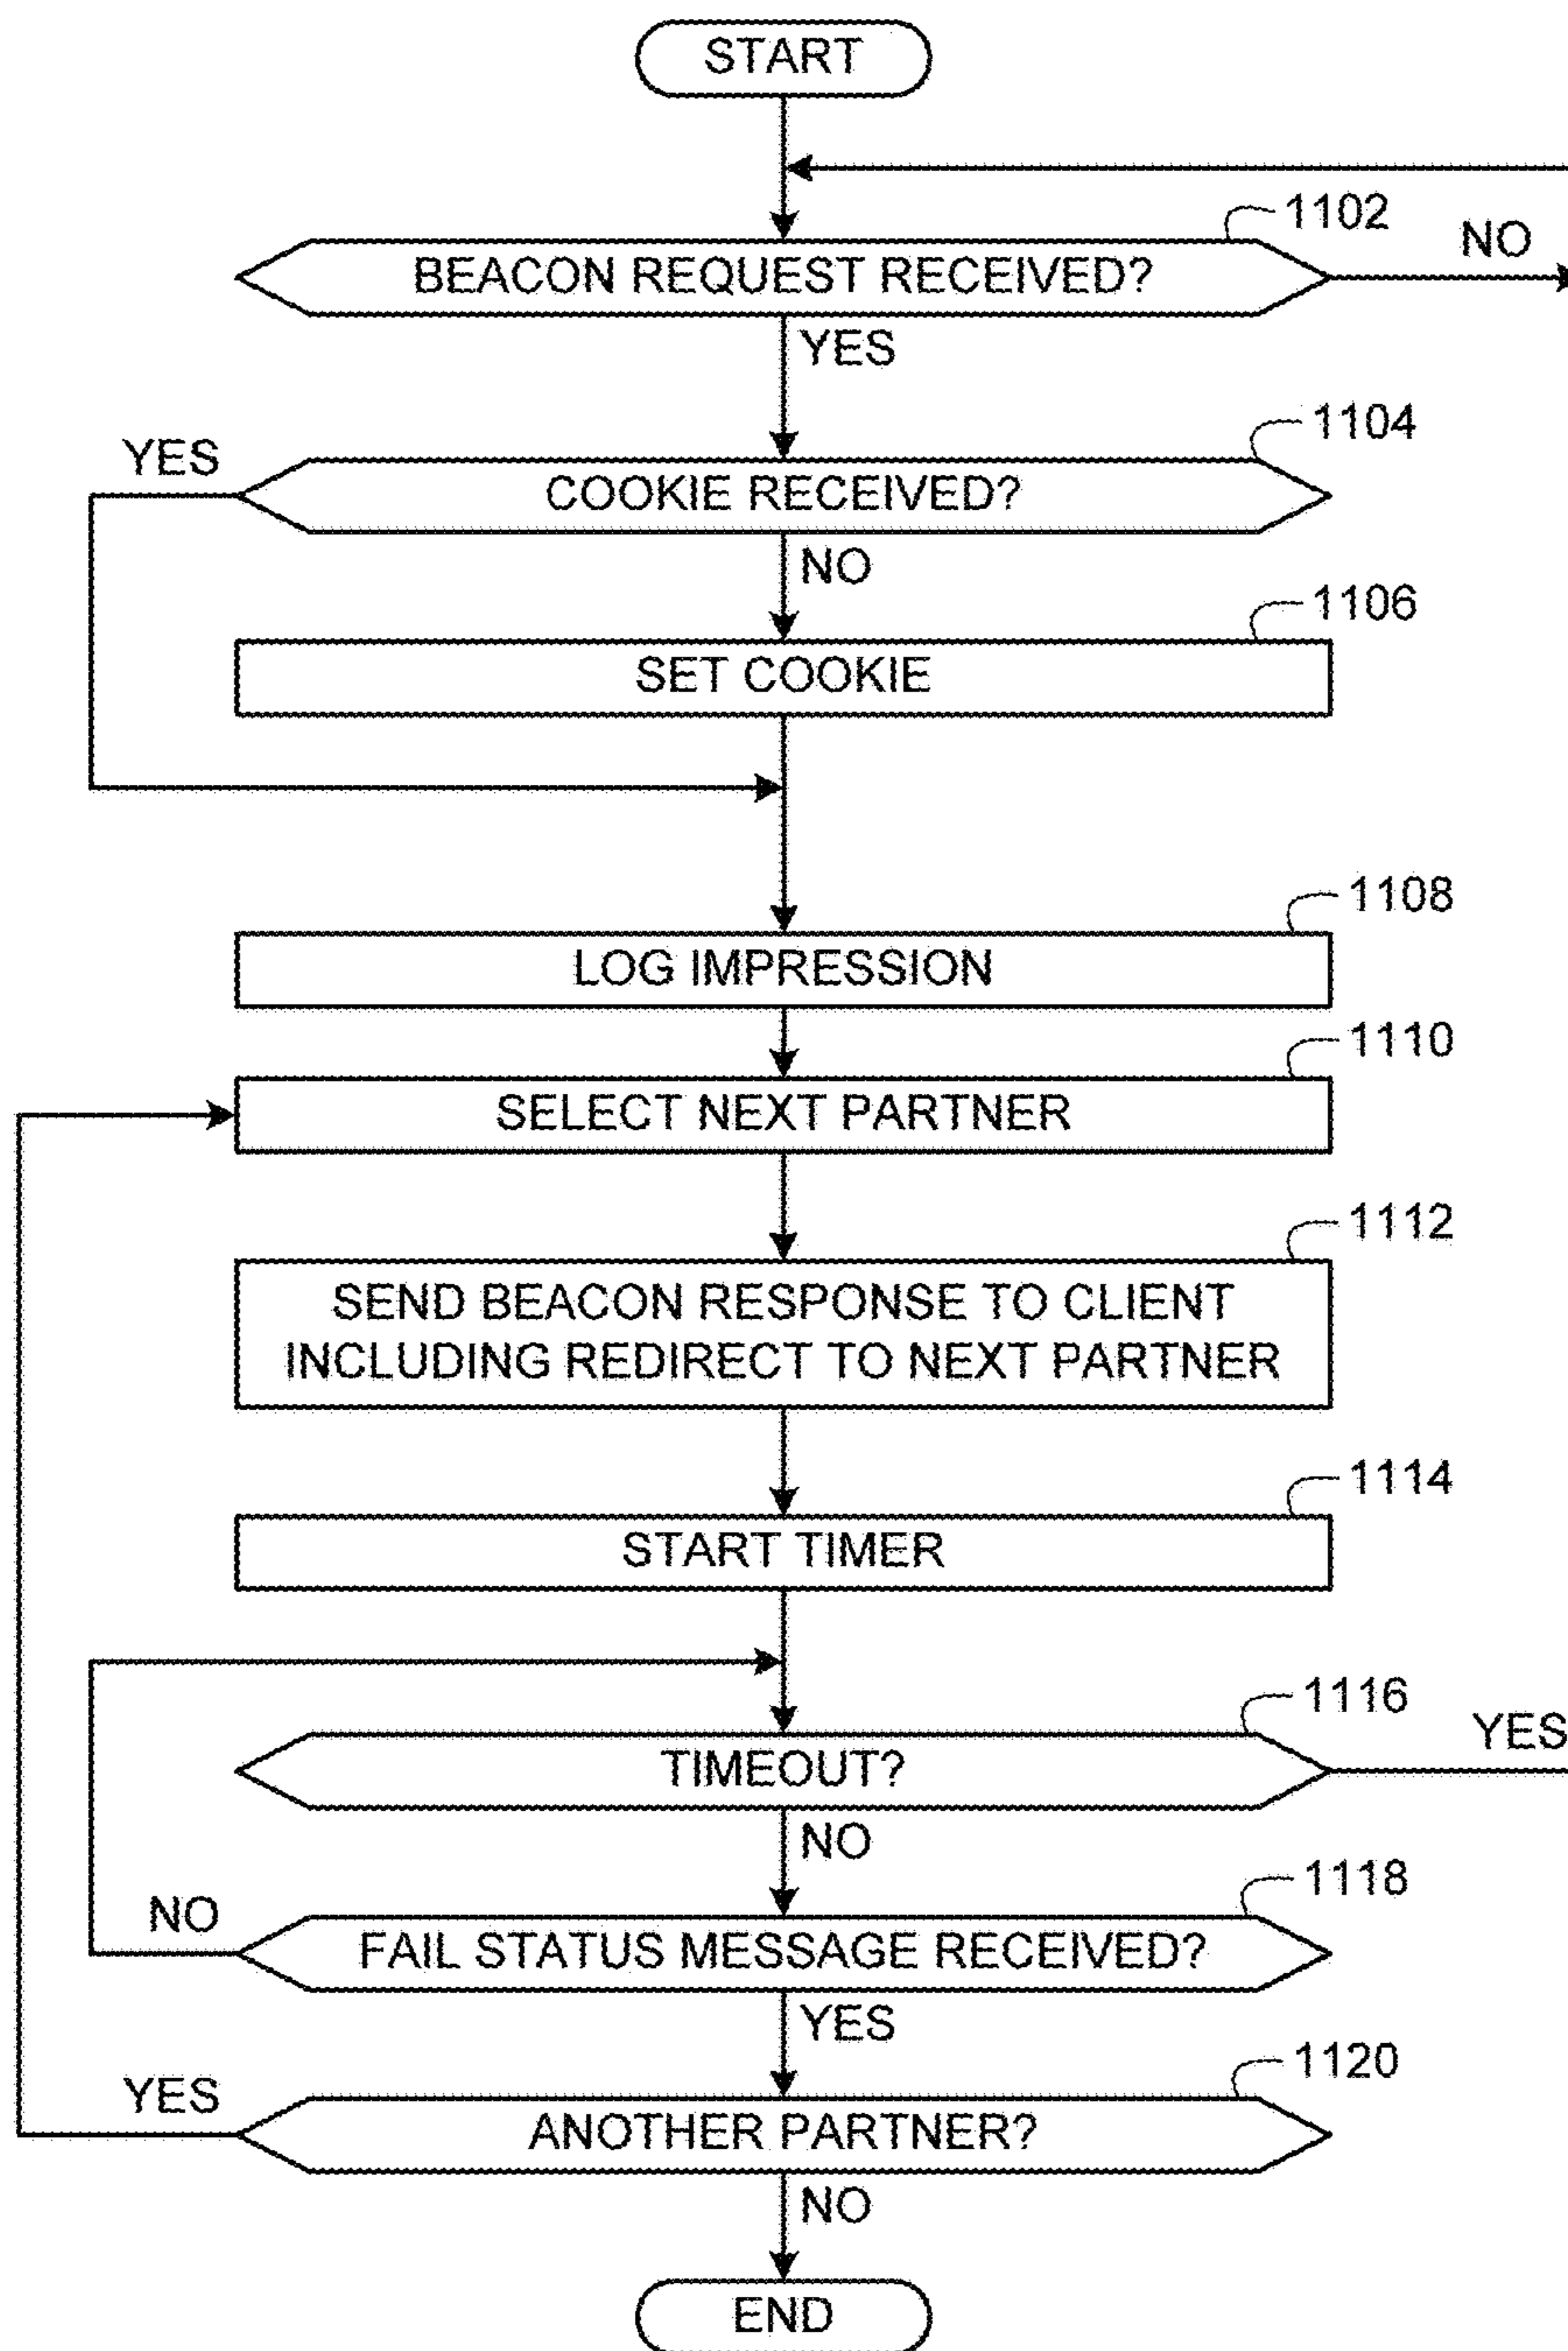 START
1102
NO
BEACON REQUEST RECEIVED?
YES
1104
YES
COOKIE RECEIVED?
NO
1106
SET COOKIE
1108
LOG IMPRESSION
1110
SELECT NEXT PARTNER
1112
SEND BEACON RESPONSE TO CLIENT
INCLUDING REDIRECT TO NEXT PARTNER
1114
START TIMER
1116
YES
TIMEOUT?
NO
1118
NO
FAIL STATUS MESSAGE RECEIVED?
YES
1120
YES
ANOTHER PARTNER?
NO
END